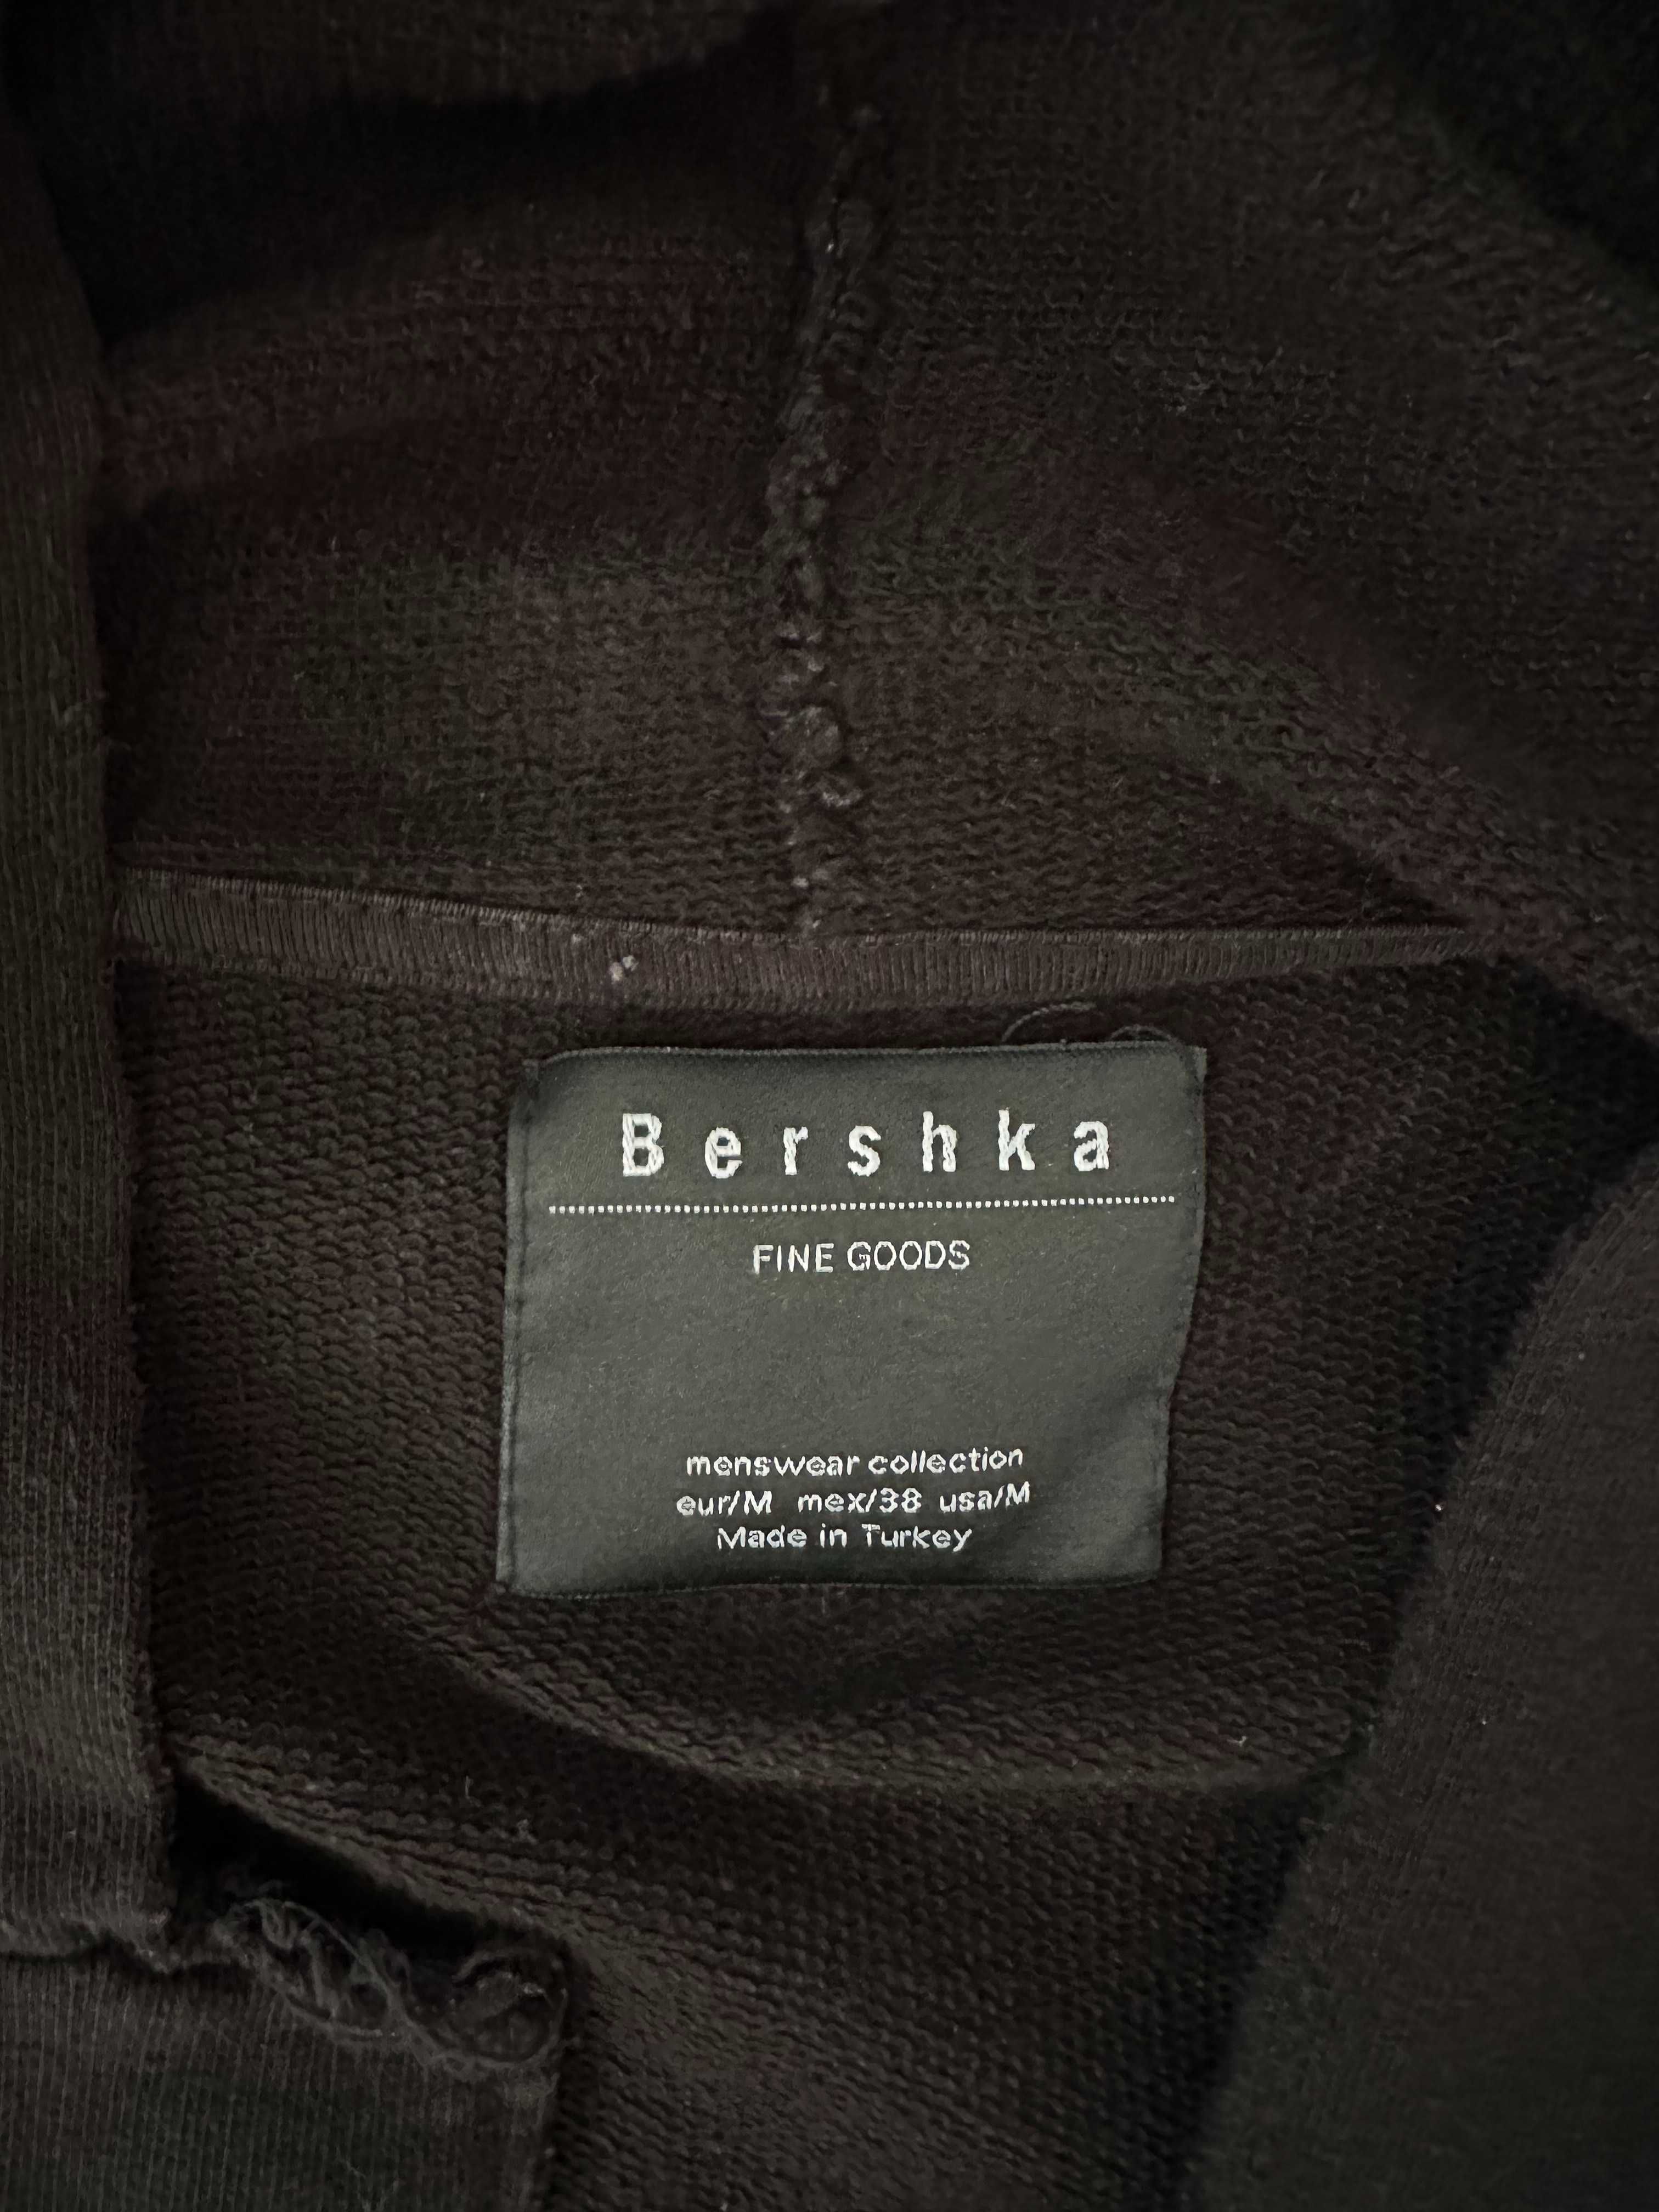 Bershka
FINE GOODS
menswear collection
eur/M mex/38 usa/M
Made in Turkey